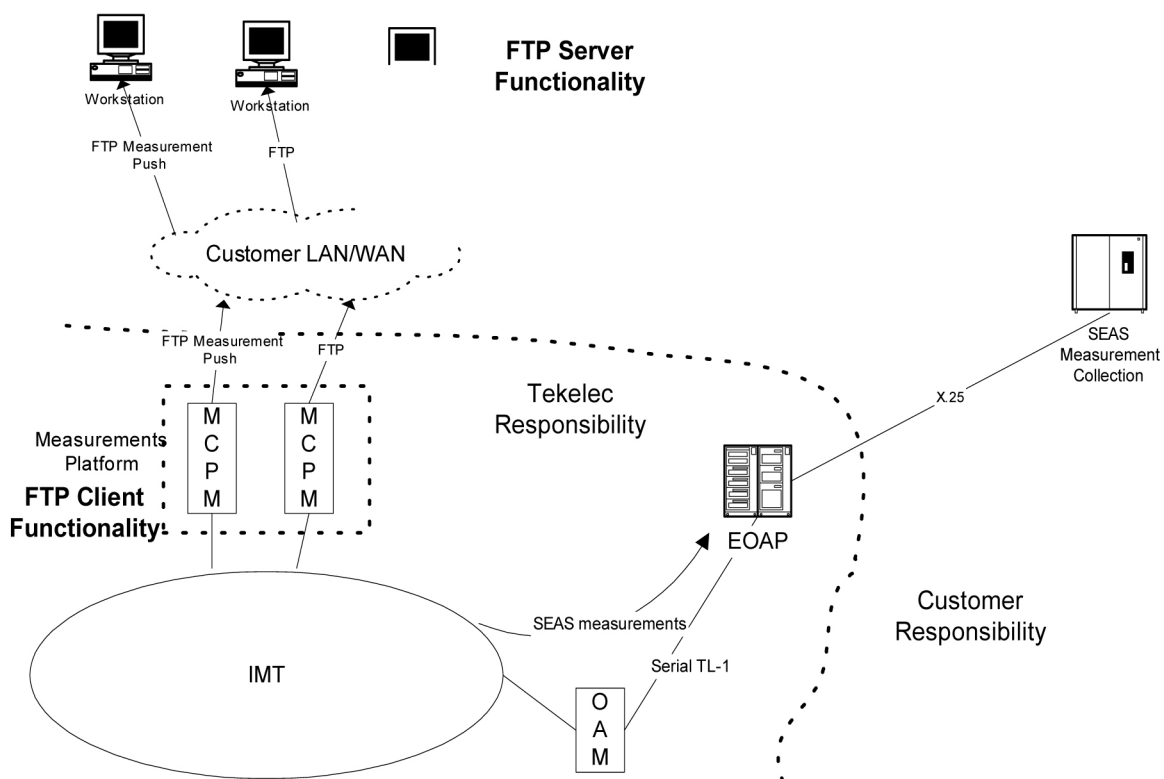 FTP Server
Functionality
Workstation
Workstation
FTP Measurement
Push
FTP
Customer LAN/WAN
SEAS
Measurement
Collection
FTP Measurement
Push
FTP
X.25
Tekelec
Responsibility
M
C
P
M
M
C
P
M
Measurements
Platform
FTP Client
Functionality
EOAP
Customer
Responsibility
SEAS measurements
Serial TL-1
IMT
O
A
M